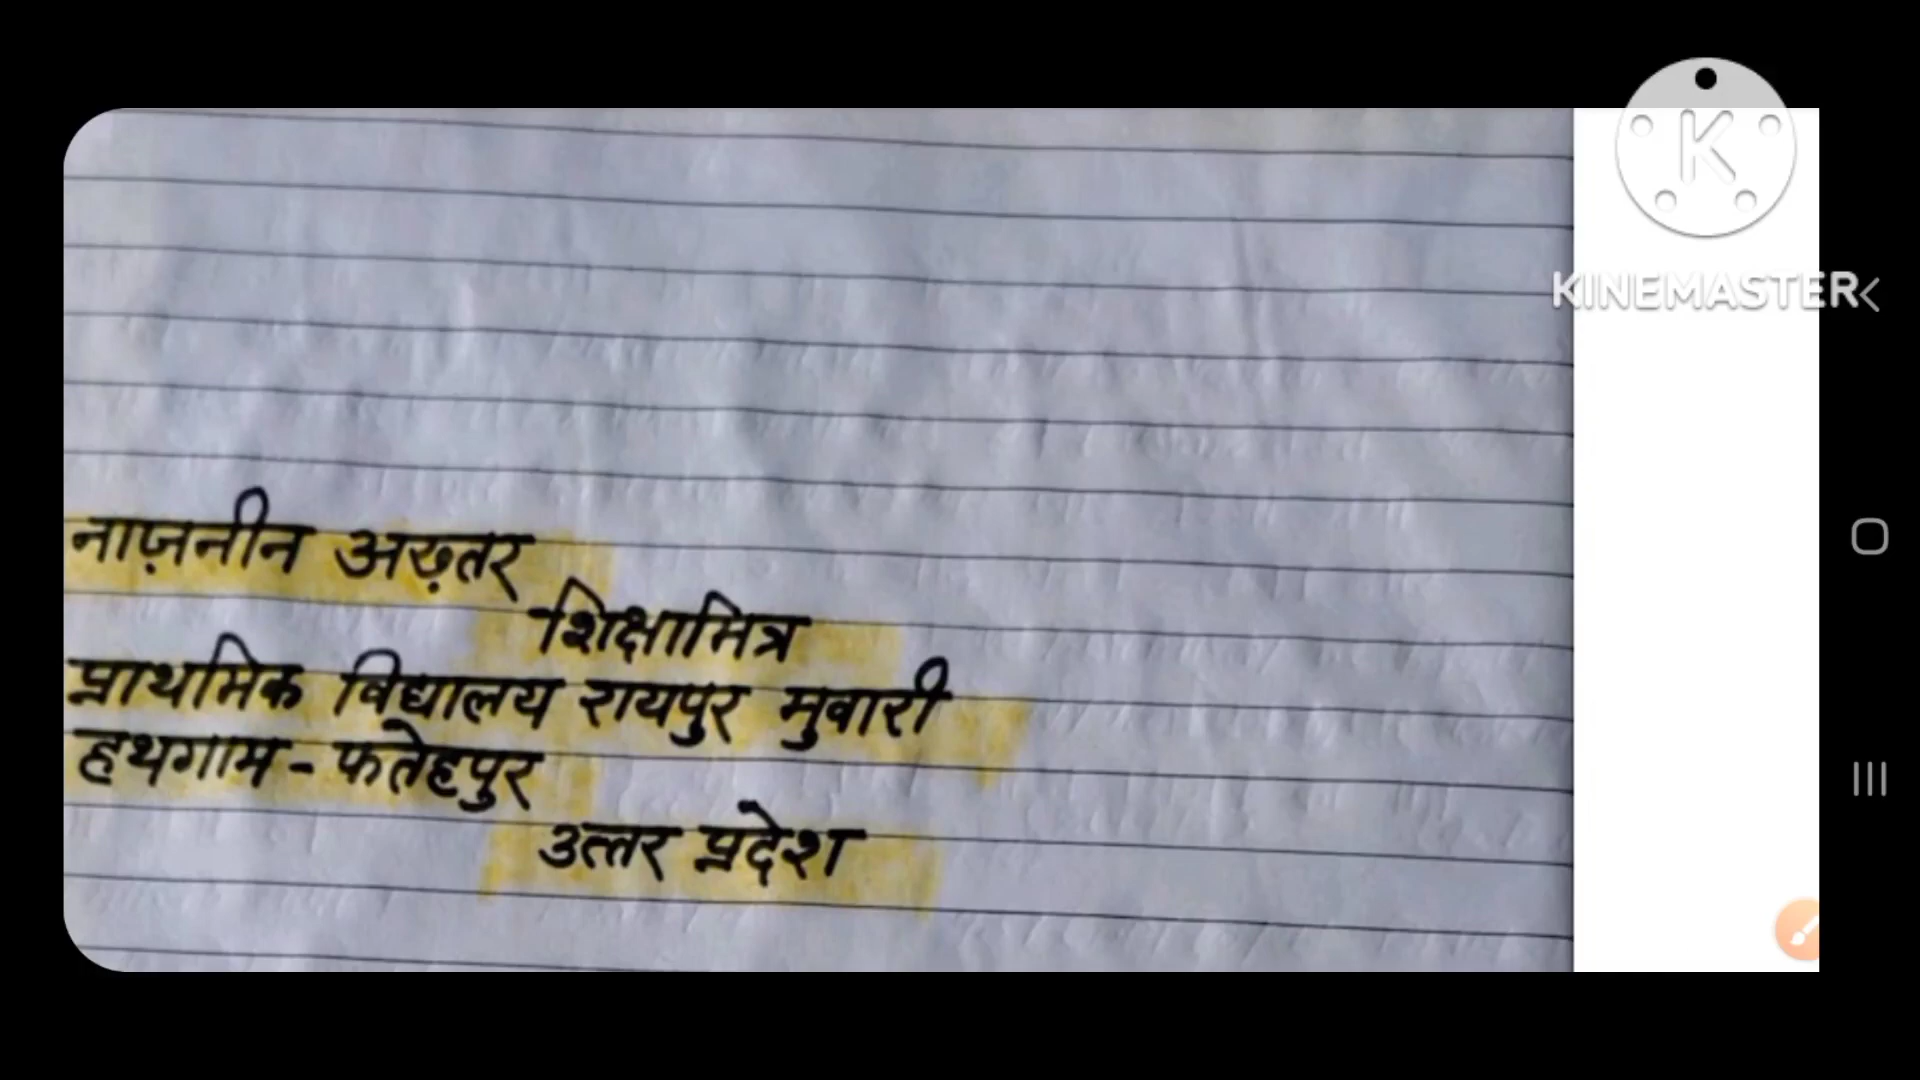 KINEMASTER
नाज़नीन अख़्तर
शिक्षामित्र
प्राथमिक विद्यालय रायपुर मुवारी
हथगाम - फतेहपुर
उत्तर प्रदेश